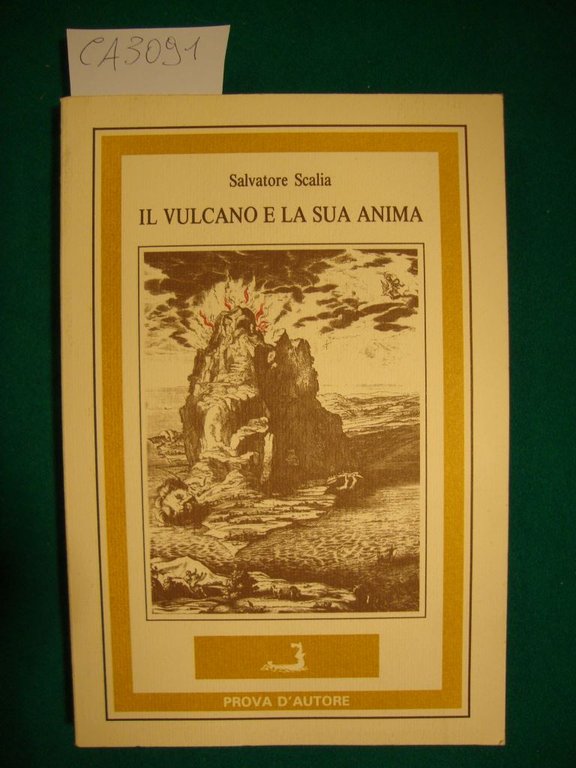 CA3091
Salvatore Scalia
IL VULCANO E LA SUA ANIMA
PROVA D'AUTORE